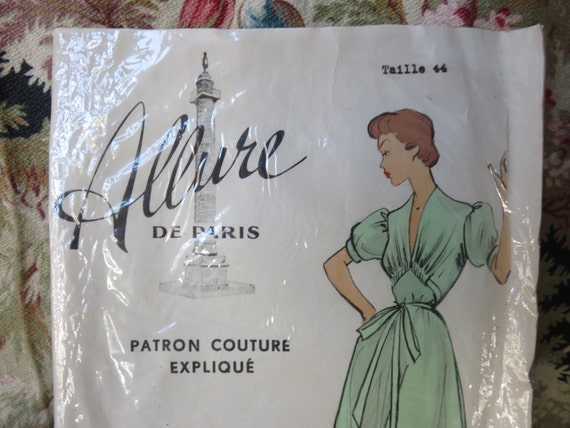 Taille 44
Allure
DE PARIS
PATRON COUTURE
EXPLIQUÉ